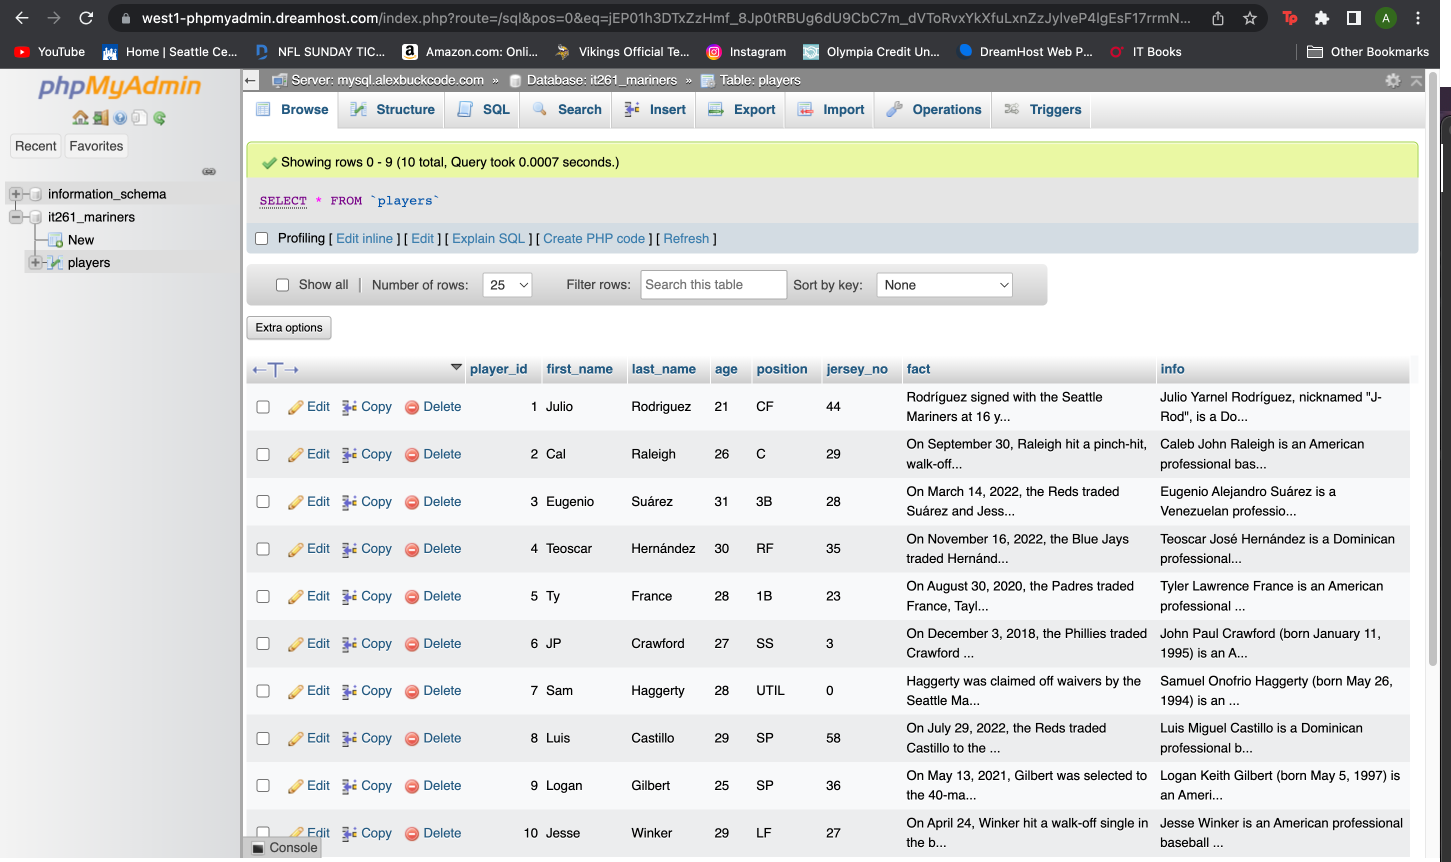 west1-phpmyadmin.dreamhost.com/index.php?route=/sql&pos=0&eq=jEP01h3DTxZzHmf_8Jp0tRBUg6dU9CbC7m_dVToRvxYkXfuLxnZzJylveP4lgEsF17rrmN...
Tp A
YouTube Home | Seattle Ce... NFL SUNDAY TIC... Amazon.com: Onli... Vikings Official Te... Instagram Olympia Credit Un... DreamHost Web P... IT Books Other Bookmarks
phpMyAdmin
Recent Favorites
information_schema
it261_mariners
New
players
Server: mysql.alexbuckcode.com » Database: it261_mariners » Table: players
Browse Structure SQL Search Insert Export Import Operations Triggers
Showing rows 0 - 9 (10 total, Query took 0.0007 seconds.)
SELECT * FROM `players`
Profiling [ Edit inline ] [ Edit ] [ Explain SQL ] [ Create PHP code ] [ Refresh ]
Show all | Number of rows: 25 Filter rows: Search this table Sort by key: None
Extra options
←T→ player_id first_name last_name age position jersey_no fact info
Edit Copy Delete 1 Julio Rodriguez 21 CF 44 Rodríguez signed with the Seattle Mariners at 16 y... Julio Yarnel Rodríguez, nicknamed "J-Rod", is a Do...
Edit Copy Delete 2 Cal Raleigh 26 C 29 On September 30, Raleigh hit a pinch-hit, walk-off... Caleb John Raleigh is an American professional bas...
Edit Copy Delete 3 Eugenio Suárez 31 3B 28 On March 14, 2022, the Reds traded Suárez and Jess... Eugenio Alejandro Suárez is a Venezuelan professio...
Edit Copy Delete 4 Teoscar Hernández 30 RF 35 On November 16, 2022, the Blue Jays traded Hernánd... Teoscar José Hernández is a Dominican professional...
Edit Copy Delete 5 Ty France 28 1B 23 On August 30, 2020, the Padres traded France, Tayl... Tyler Lawrence France is an American professional ...
Edit Copy Delete 6 JP Crawford 27 SS 3 On December 3, 2018, the Phillies traded Crawford ... John Paul Crawford (born January 11, 1995) is an A...
Edit Copy Delete 7 Sam Haggerty 28 UTIL 0 Haggerty was claimed off waivers by the Seattle Ma... Samuel Onofrio Haggerty (born May 26, 1994) is an ...
Edit Copy Delete 8 Luis Castillo 29 SP 58 On July 29, 2022, the Reds traded Castillo to the ... Luis Miguel Castillo is a Dominican professional b...
Edit Copy Delete 9 Logan Gilbert 25 SP 36 On May 13, 2021, Gilbert was selected to the 40-ma... Logan Keith Gilbert (born May 5, 1997) is an Ameri...
Edit Copy Delete 10 Jesse Winker 29 LF 27 On April 24, Winker hit a walk-off single in the b... Jesse Winker is an American professional baseball ...
Console